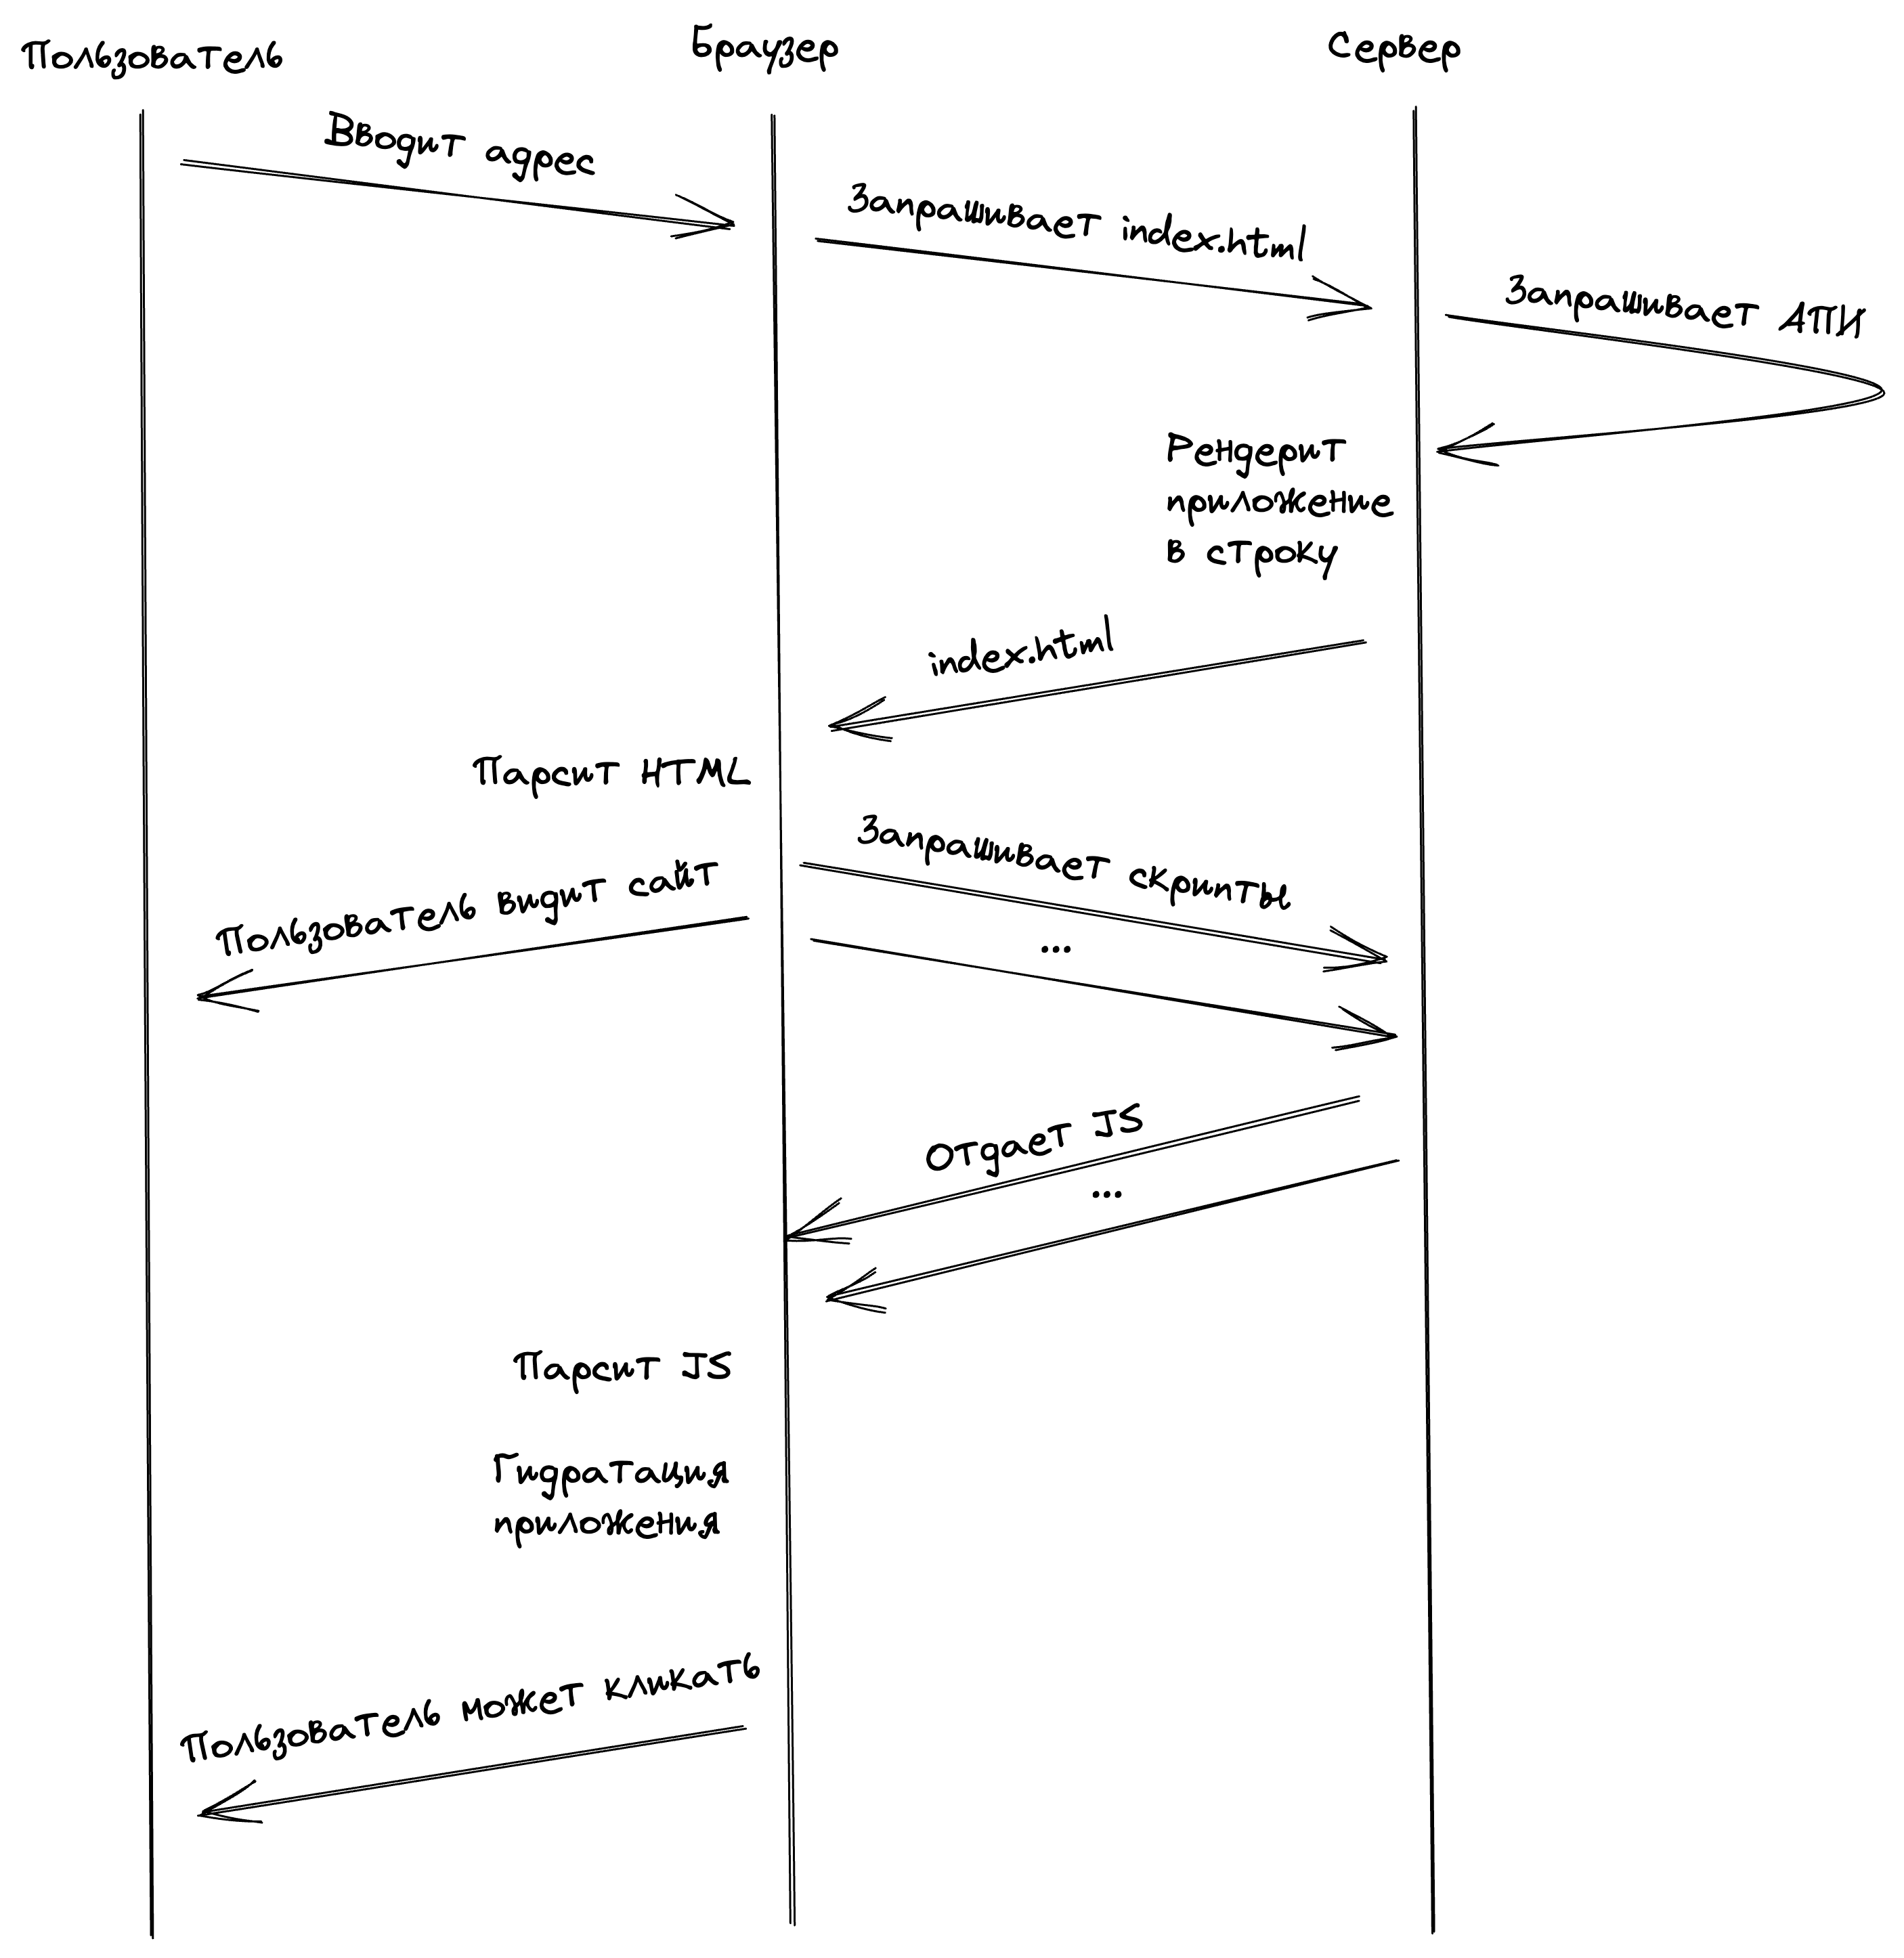 Пользователь
Браузер
Сервер
Вводит адрес
Запрашивает index.html
Запрашивает АПИ
Рендерит
приложение
в строку
index.html
Парсит HTML
Запрашивает скрипты
Пользователь видит сайт
...
Отдает JS
...
Парсит JS
Гидратация
приложения
Пользователь может кликать